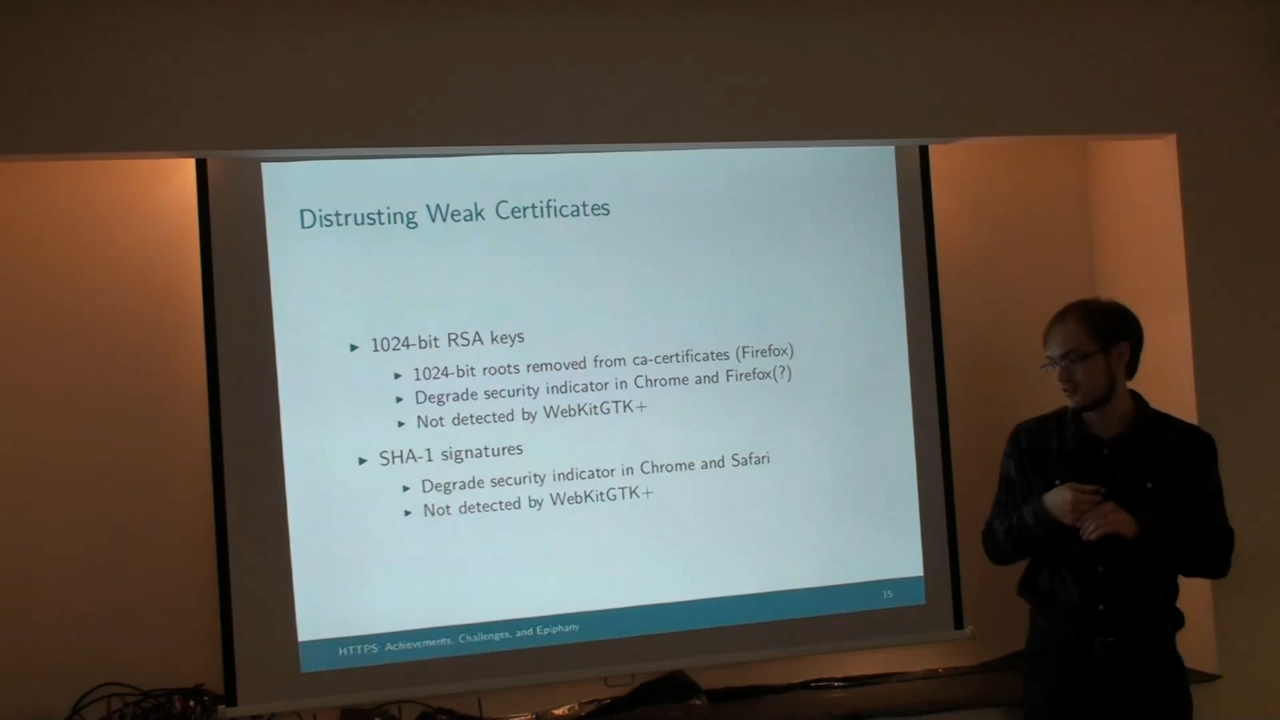 Distrusting Weak Certificates
▶ 1024-bit RSA keys
▶ 1024-bit roots removed from ca-certificates (Firefox)
▶ Degrade security indicator in Chrome and Firefox(?)
▶ Not detected by WebKitGTK+
▶ SHA-1 signatures
▶ Degrade security indicator in Chrome and Safari
▶ Not detected by WebKitGTK+
15
HTTPS: Achievements, Challenges, and Epiphany